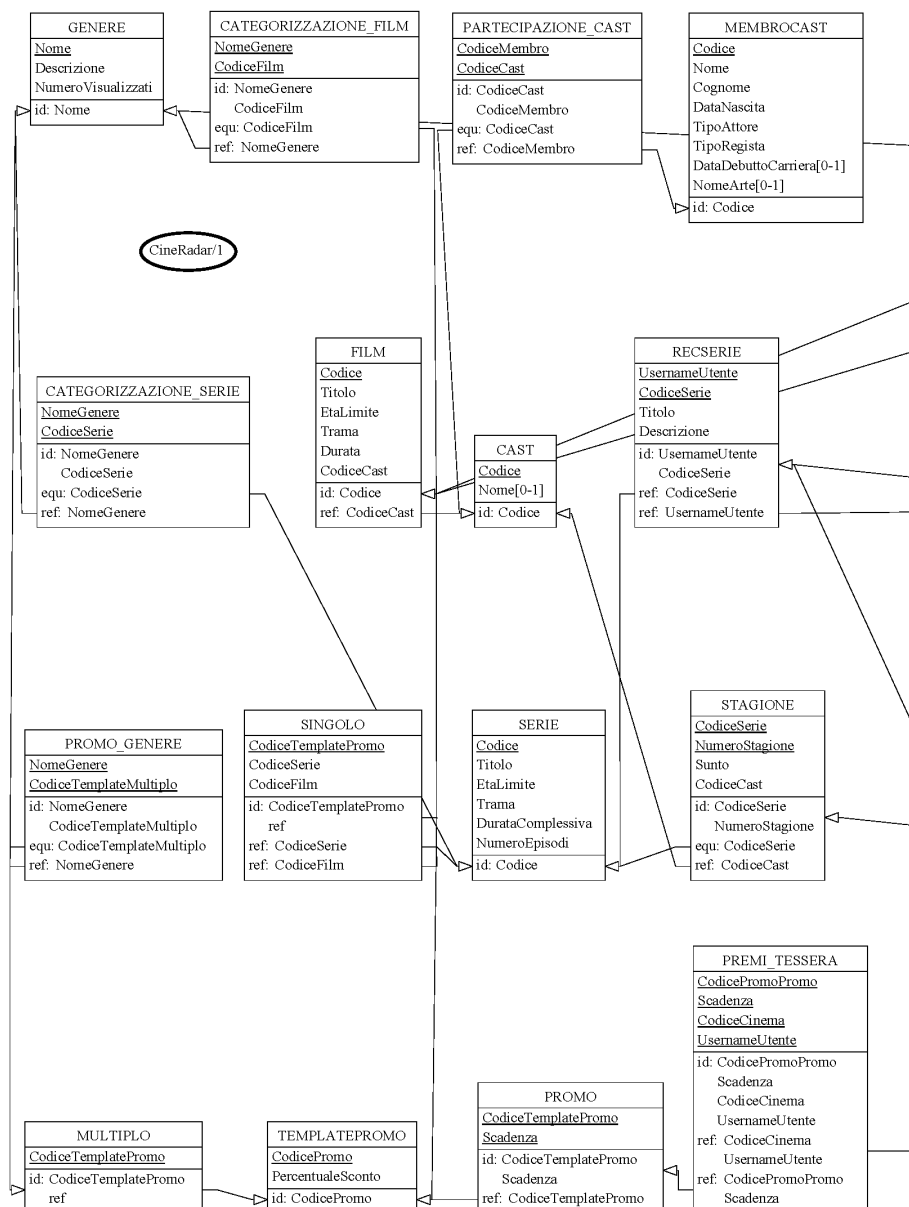 GENERE
Nome
Descrizione
NumeroVisualizzati
id: Nome
CATEGORIZZAZIONE_FILM
NomeGenere
CodiceFilm
id: NomeGenere
CodiceFilm
equ: CodiceFilm
ref: NomeGenere
PARTECIPAZIONE_CAST
CodiceMembro
CodiceCast
id: CodiceCast
CodiceMembro
equ: CodiceCast
ref: CodiceMembro
MEMBROCAST
Codice
Nome
Cognome
DataNascita
TipoAttore
TipoRegista
DataDebuttoCarriera[0-1]
NomeArte[0-1]
id: Codice
CineRadar/1
CATEGORIZZAZIONE_SERIE
NomeGenere
CodiceSerie
id: NomeGenere
CodiceSerie
equ: CodiceSerie
ref: NomeGenere
FILM
Codice
Titolo
EtaLimite
Trama
Durata
CodiceCast
id: Codice
ref: CodiceCast
CAST
Codice
Nome[0-1]
id: Codice
RECSERIE
UsernameUtente
CodiceSerie
Titolo
Descrizione
id: UsernameUtente
CodiceSerie
ref: CodiceSerie
ref: UsernameUtente
PROMO_GENERE
NomeGenere
CodiceTemplateMultiplo
id: NomeGenere
CodiceTemplateMultiplo
equ: CodiceTemplateMultiplo
ref: NomeGenere
SINGOLO
CodiceTemplatePromo
CodiceSerie
CodiceFilm
id: CodiceTemplatePromo
ref
ref: CodiceSerie
ref: CodiceFilm
SERIE
Codice
Titolo
EtaLimite
Trama
DurataComplessiva
NumeroEpisodi
id: Codice
STAGIONE
CodiceSerie
NumeroStagione
Sunto
CodiceCast
id: CodiceSerie
NumeroStagione
equ: CodiceSerie
ref: CodiceCast
MULTIPLO
CodiceTemplatePromo
id: CodiceTemplatePromo
ref
TEMPLATEPROMO
CodicePromo
PercentualeSconto
id: CodicePromo
PROMO
CodiceTemplatePromo
Scadenza
id: CodiceTemplatePromo
Scadenza
ref: CodiceTemplatePromo
PREMI_TESSERA
CodicePromoPromo
Scadenza
CodiceCinema
UsernameUtente
id: CodicePromoPromo
Scadenza
CodiceCinema
UsernameUtente
ref: CodiceCinema
UsernameUtente
ref: CodicePromoPromo
Scadenza